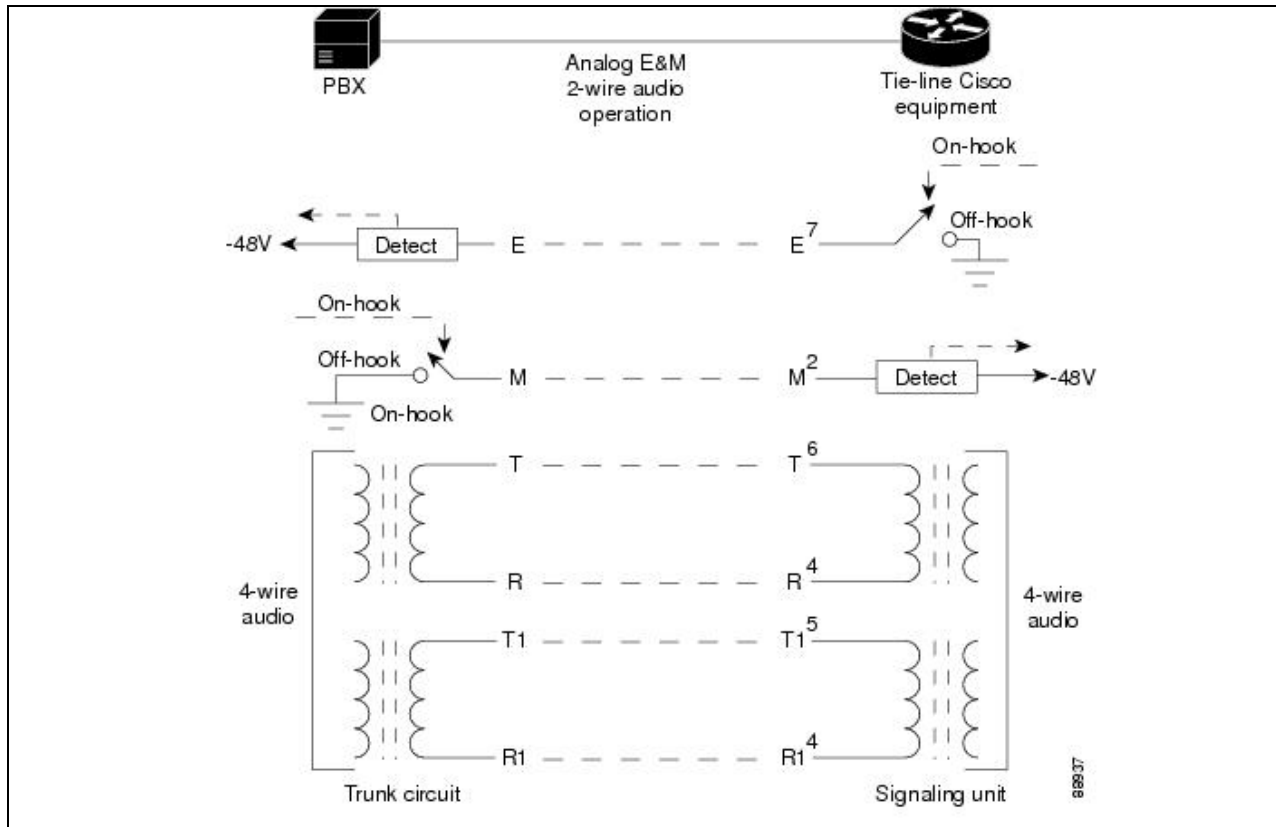 PBX
Analog E&M
2-wire audio
operation
Tie-line Cisco
equipment
On-hook
Off-hook
-48V
Detect
E
E7
On-hook
Off-hook
On-hook
M
M2
Detect
-48V
T
T6
R
R4
4-wire
audio
4-wire
audio
T1
T15
R1
R14
Trunk circuit
Signaling unit
88937